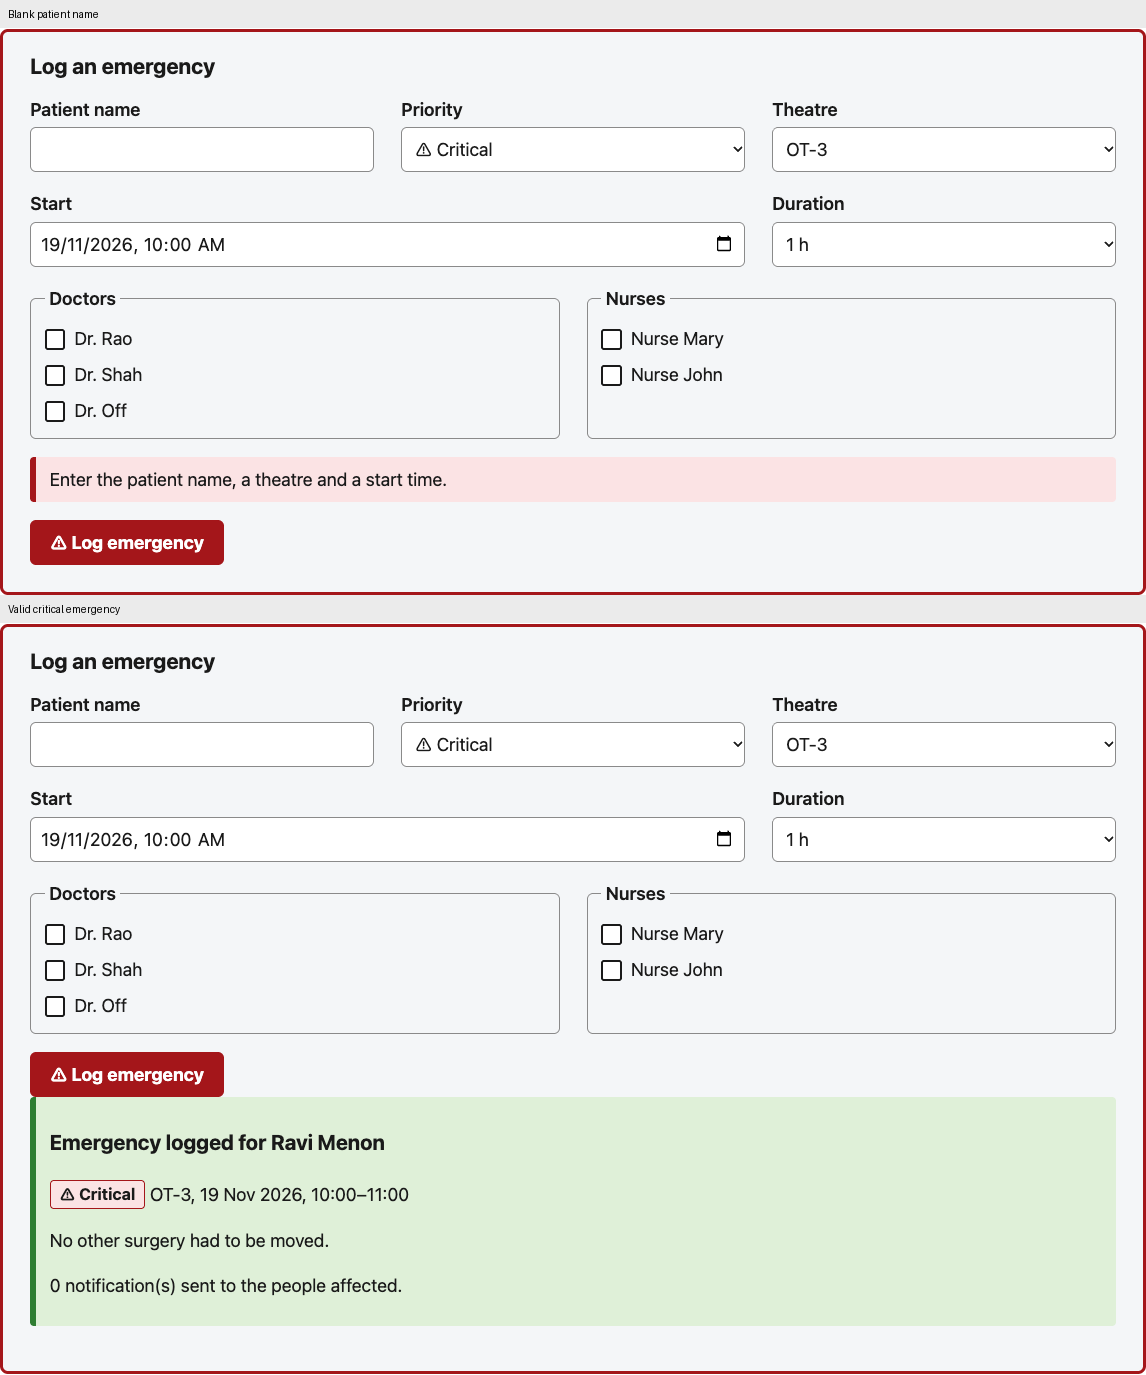 Blank patient name
Log an emergency
Patient name Priority Theatre
⚠ Critical OT-3
Start Duration
19/11/2026, 10:00 AM 1 h
Doctors Nurses
Dr. Rao Nurse Mary
Dr. Shah Nurse John
Dr. Off
Enter the patient name, a theatre and a start time.
⚠ Log emergency
Valid critical emergency
Log an emergency
Patient name Priority Theatre
⚠ Critical OT-3
Start Duration
19/11/2026, 10:00 AM 1 h
Doctors Nurses
Dr. Rao Nurse Mary
Dr. Shah Nurse John
Dr. Off
⚠ Log emergency
Emergency logged for Ravi Menon
⚠ Critical OT-3, 19 Nov 2026, 10:00–11:00
No other surgery had to be moved.
0 notification(s) sent to the people affected.